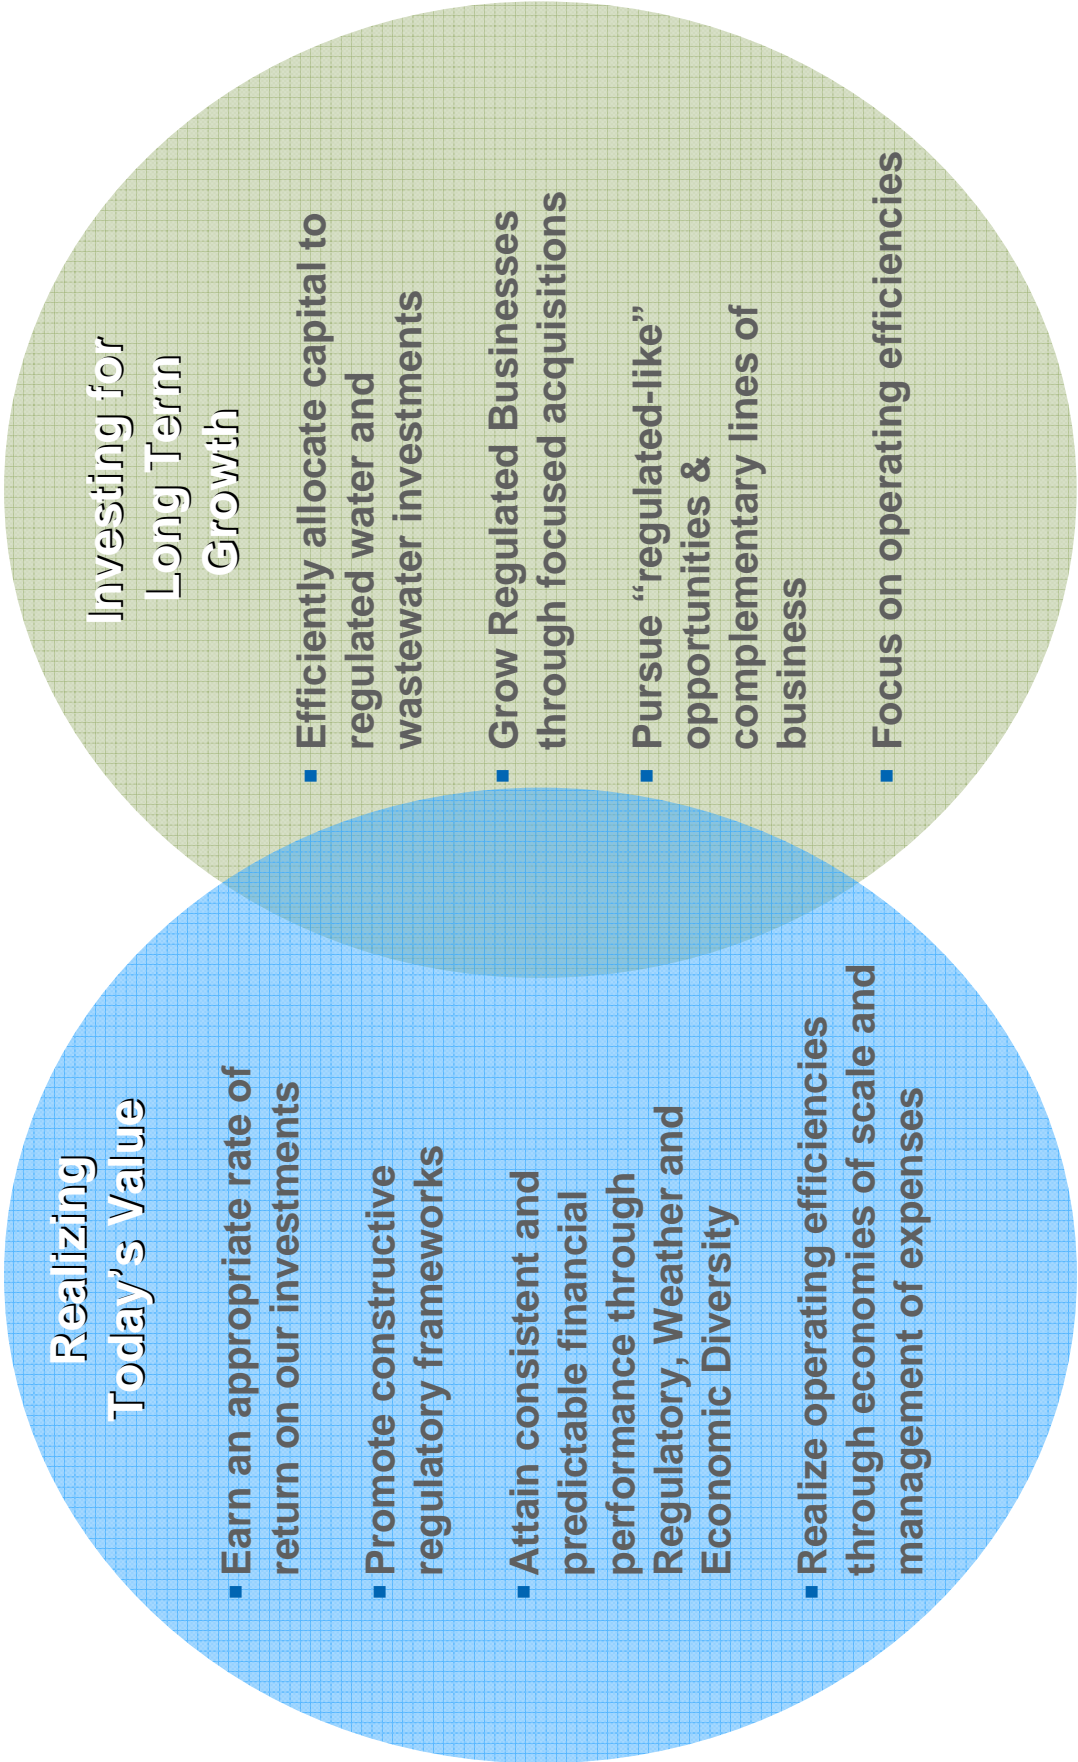 Realizing
Today’s Value
▪ Earn an appropriate rate of
return on our investments
▪ Promote constructive
regulatory frameworks
▪ Attain consistent and
predictable financial
performance through
Regulatory, Weather and
Economic Diversity
▪ Realize operating efficiencies
through economies of scale and
management of expenses
Investing for
Long Term
Growth
▪ Efficiently allocate capital to
regulated water and
wastewater investments
▪ Grow Regulated Businesses
through focused acquisitions
▪ Pursue “regulated-like”
opportunities &
complementary lines of
business
▪ Focus on operating efficiencies